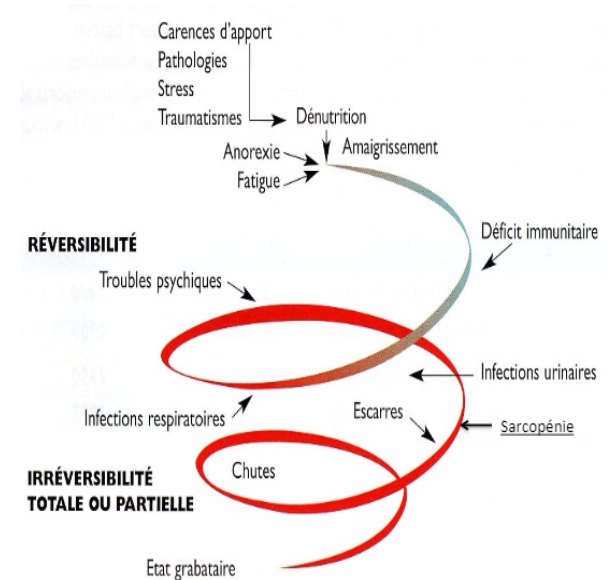 Carences d'apport
Pathologies
Stress
Traumatismes
Dénutrition
Anorexie
Amaigrissement
Fatigue
Déficit immunitaire
RÉVERSIBILITÉ
Troubles psychiques
Infections urinaires
Infections respiratoires
Escarres
Sarcopénie
IRRÉVERSIBILITÉ
TOTALE OU PARTIELLE
Chutes
Etat grabataire